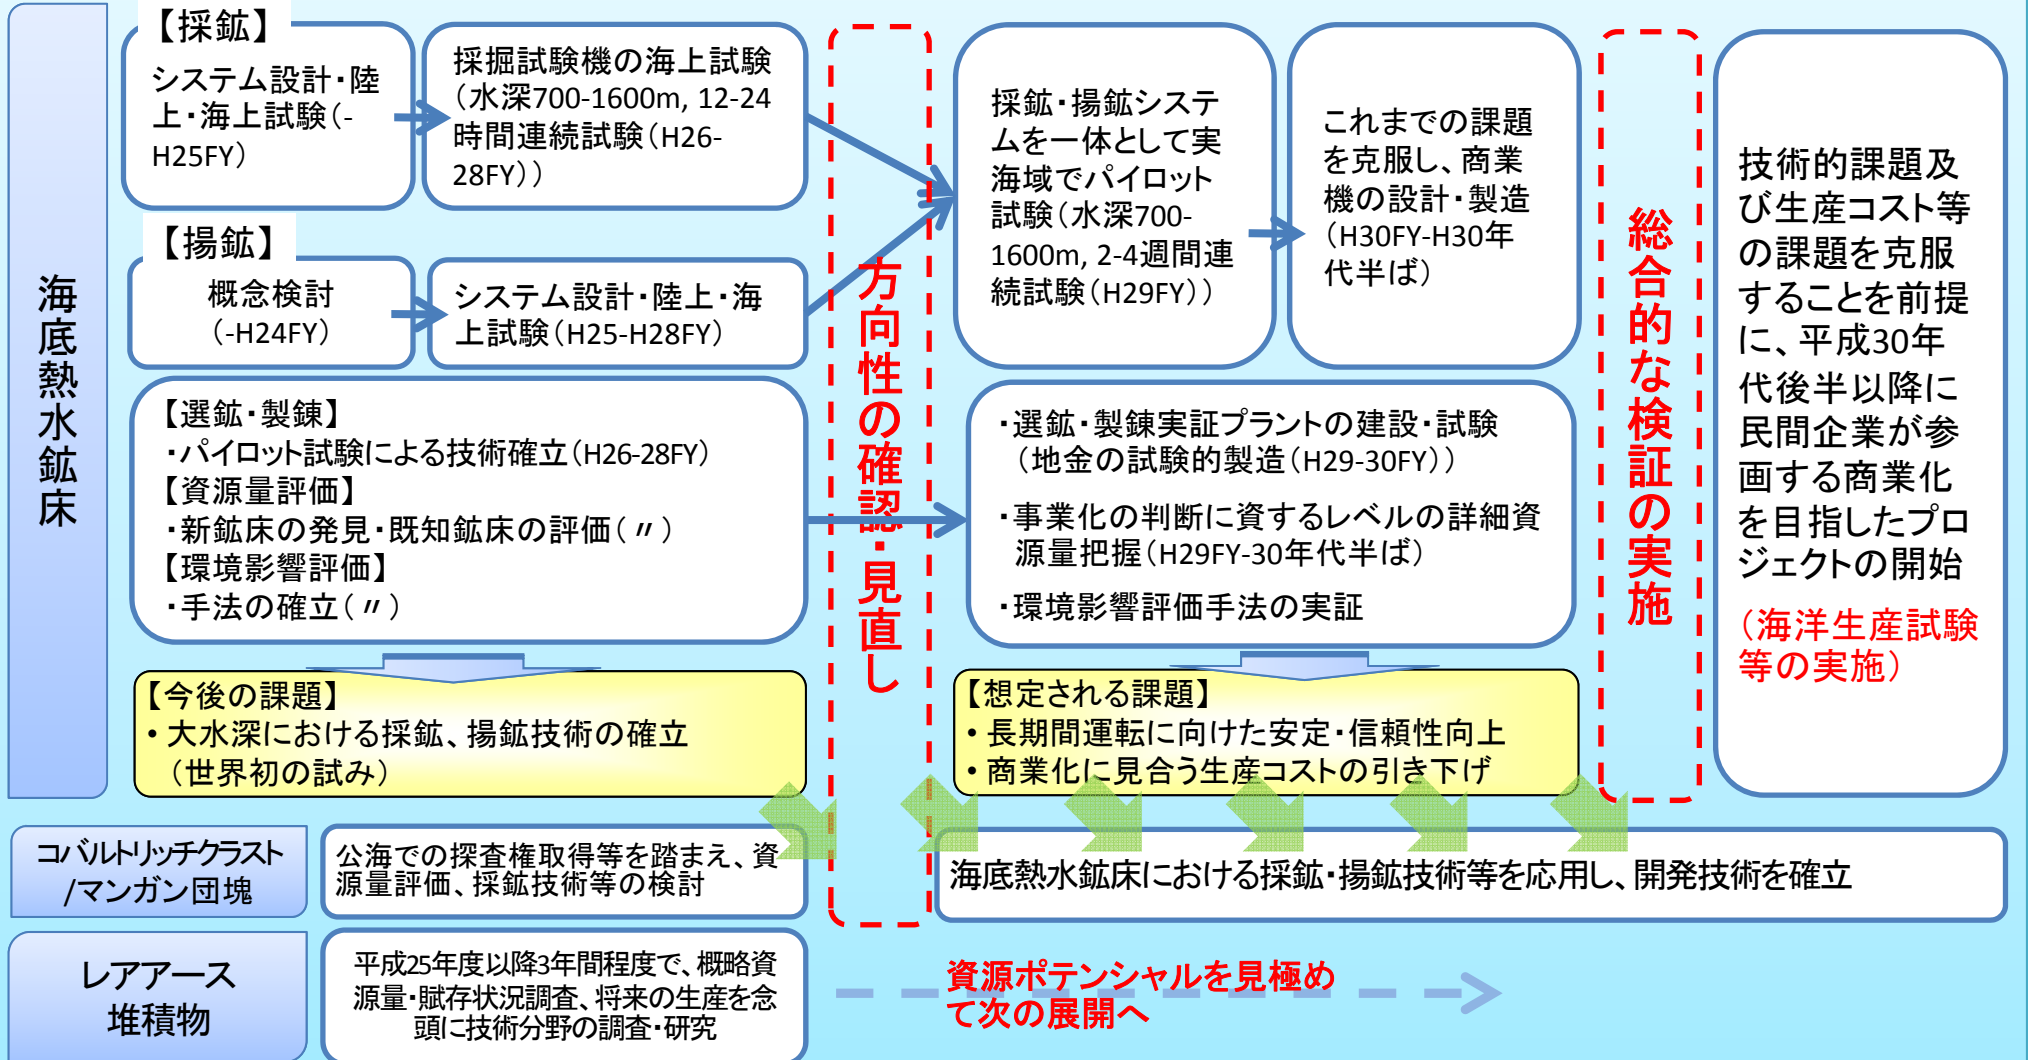 海底熱水鉱床
【採鉱】
システム設計・陸
上・海上試験(-
H25FY)
採掘試験機の海上試験
(水深700-1600m, 12-24
時間連続試験(H26-
28FY))
【揚鉱】
概念検討
(-H24FY)
システム設計・陸上・海
上試験(H25-H28FY)
【選鉱・製錬】
・パイロット試験による技術確立(H26-28FY)
【資源量評価】
・新鉱床の発見・既知鉱床の評価(〃)
【環境影響評価】
・手法の確立(〃)
【今後の課題】
• 大水深における採鉱、揚鉱技術の確立
(世界初の試み)
方向性の確認・見直し
採鉱・揚鉱システ
ムを一体として実
海域でパイロット
試験(水深700-
1600m, 2-4週間連
続試験(H29FY))
これまでの課題
を克服し、商業
機の設計・製造
(H30FY-H30年
代半ば)
・選鉱・製錬実証プラントの建設・試験
(地金の試験的製造(H29-30FY))
・事業化の判断に資するレベルの詳細資
源量把握(H29FY-30年代半ば)
・環境影響評価手法の実証
【想定される課題】
• 長期間運転に向けた安定・信頼性向上
• 商業化に見合う生産コストの引き下げ
総合的な検証の実施
技術的課題及
び生産コスト等
の課題を克服
することを前提
に、平成30年
代後半以降に
民間企業が参
画する商業化
を目指したプロ
ジェクトの開始
(海洋生産試験
等の実施)
コバルトリッチクラスト
/マンガン団塊
公海での探査権取得等を踏まえ、資
源量評価、採鉱技術等の検討
海底熱水鉱床における採鉱・揚鉱技術等を応用し、開発技術を確立
レアアース
堆積物
平成25年度以降3年間程度で、概略資
源量・賦存状況調査、将来の生産を念
頭に技術分野の調査・研究
資源ポテンシャルを見極め
て次の展開へ